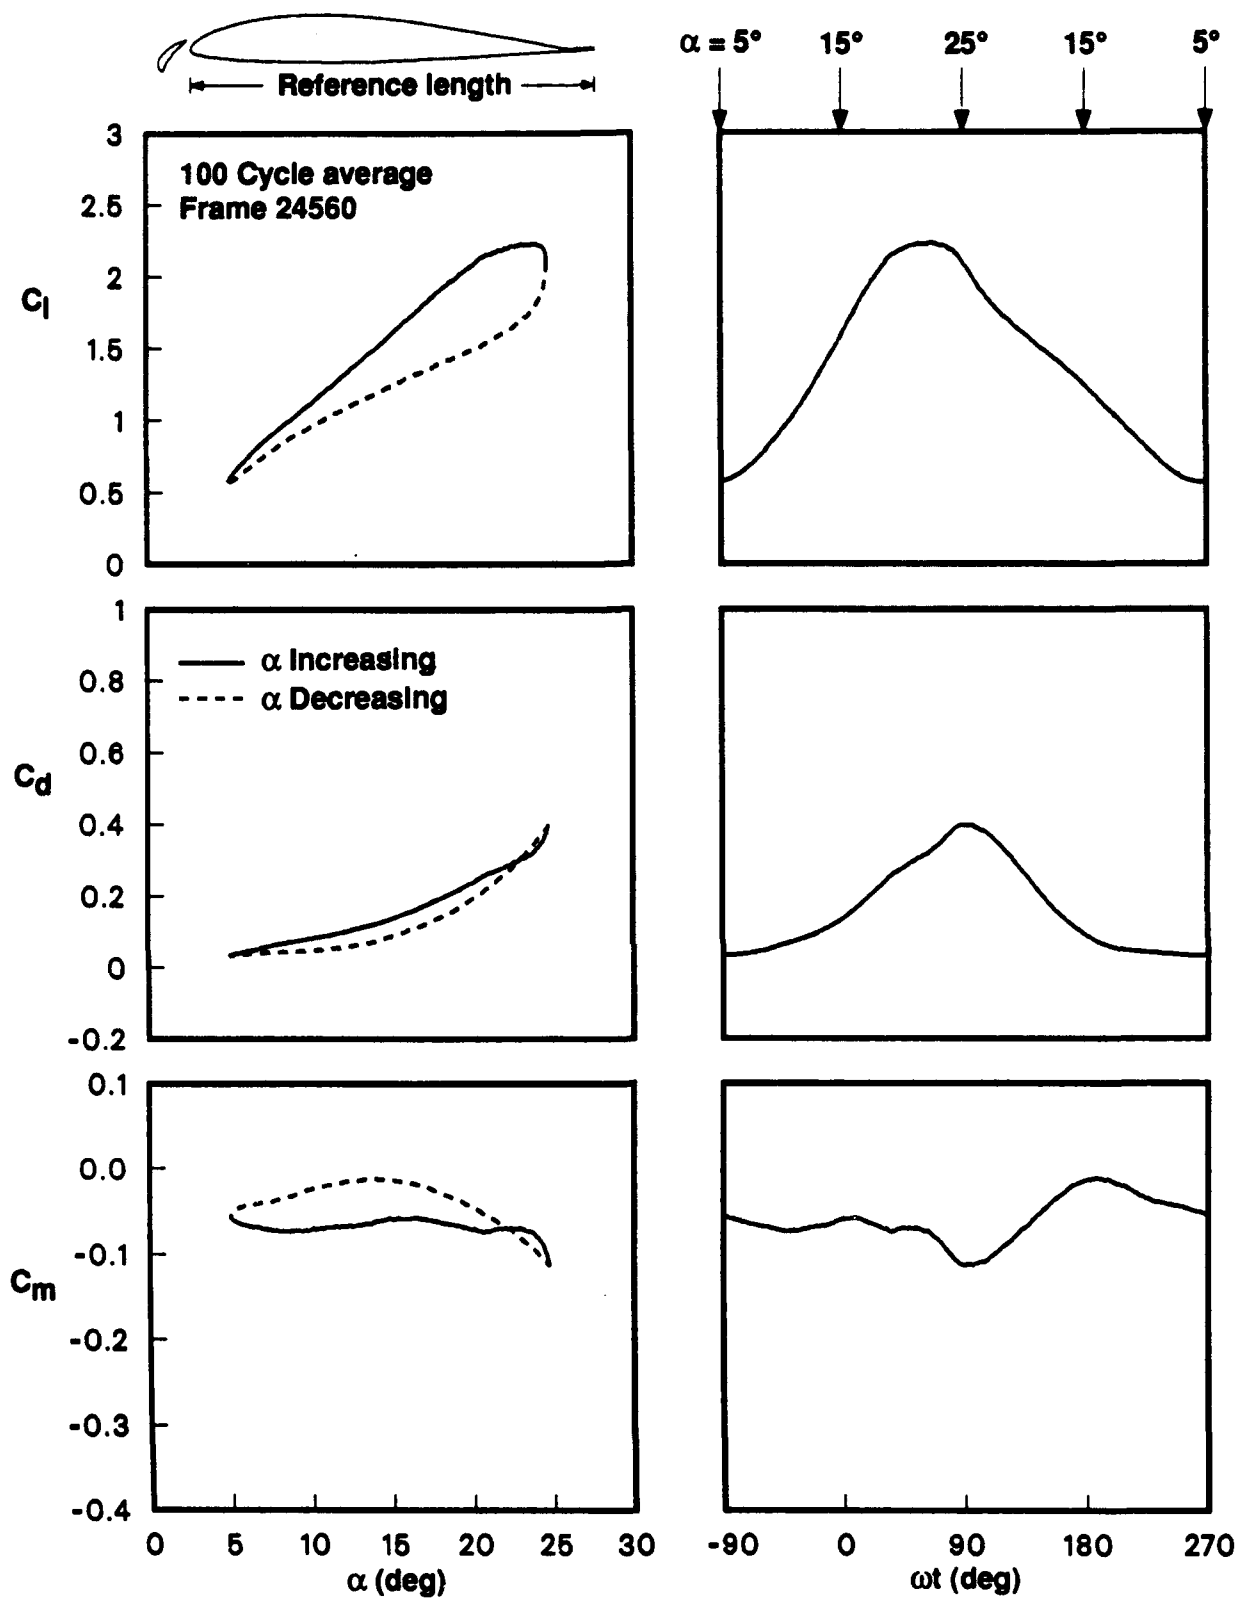 Reference length
α = 5° 15° 25° 15° 5°
100 Cycle average
Frame 24560
3
2.5
2
1.5
1
0.5
0
Cl
α Increasing
α Decreasing
1
0.8
0.6
0.4
0.2
0
-0.2
Cd
0.1
0.0
-0.1
-0.2
-0.3
-0.4
Cm
0 5 10 15 20 25 30
α (deg)
-90 0 90 180 270
ωt (deg)